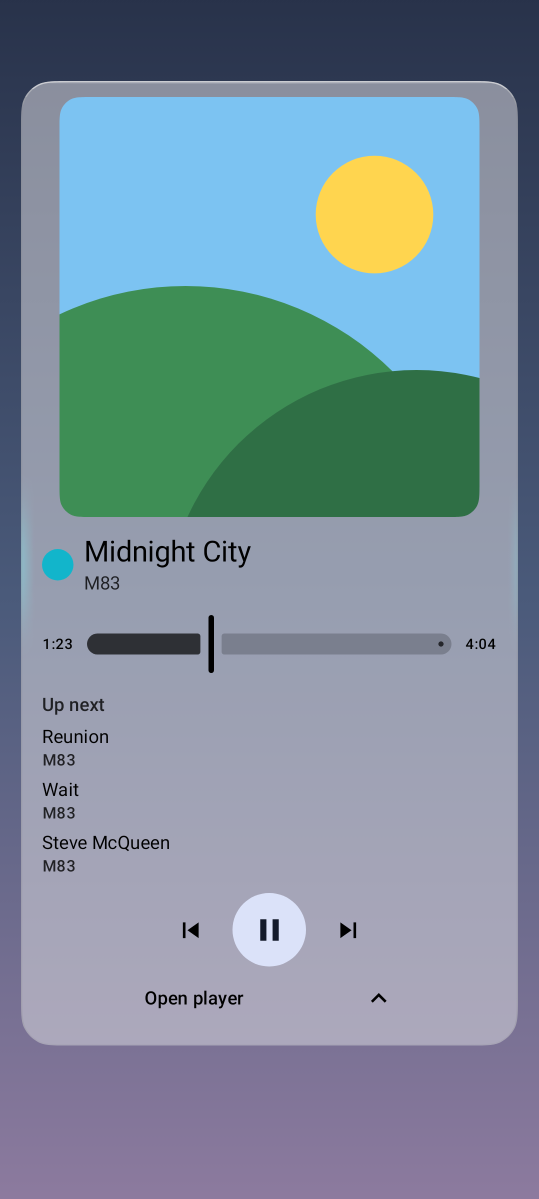 Midnight City
M83
1:23
4:04
Up next
Reunion
M83
Wait
M83
Steve McQueen
M83
Open player